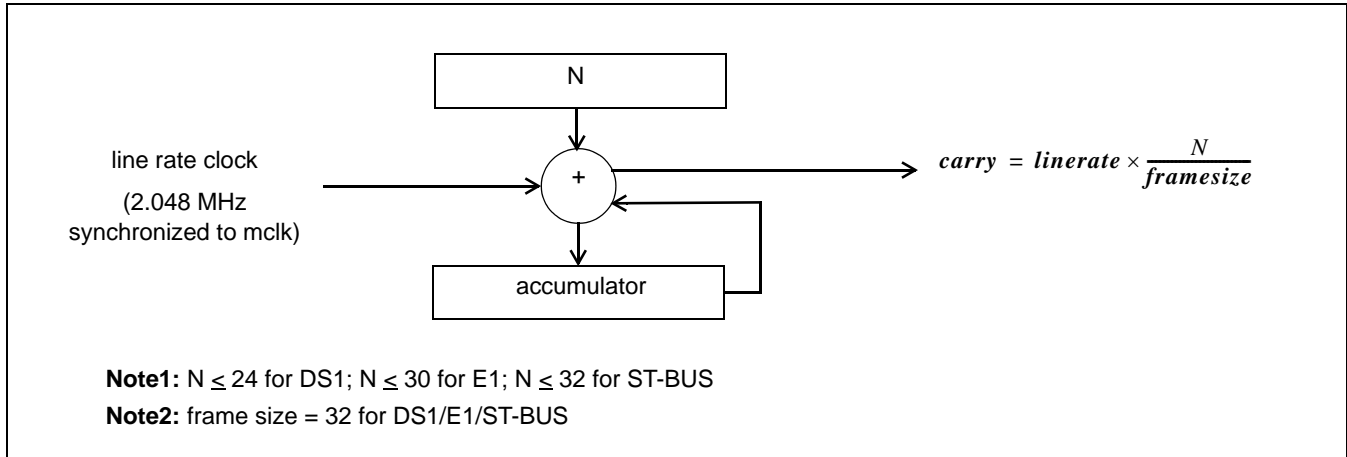 N
line rate clock
(2.048 MHz
synchronized to mclk)
+
carry = linerate × N / framesize
accumulator
Note1: N ≤ 24 for DS1; N ≤ 30 for E1; N ≤ 32 for ST-BUS
Note2: frame size = 32 for DS1/E1/ST-BUS